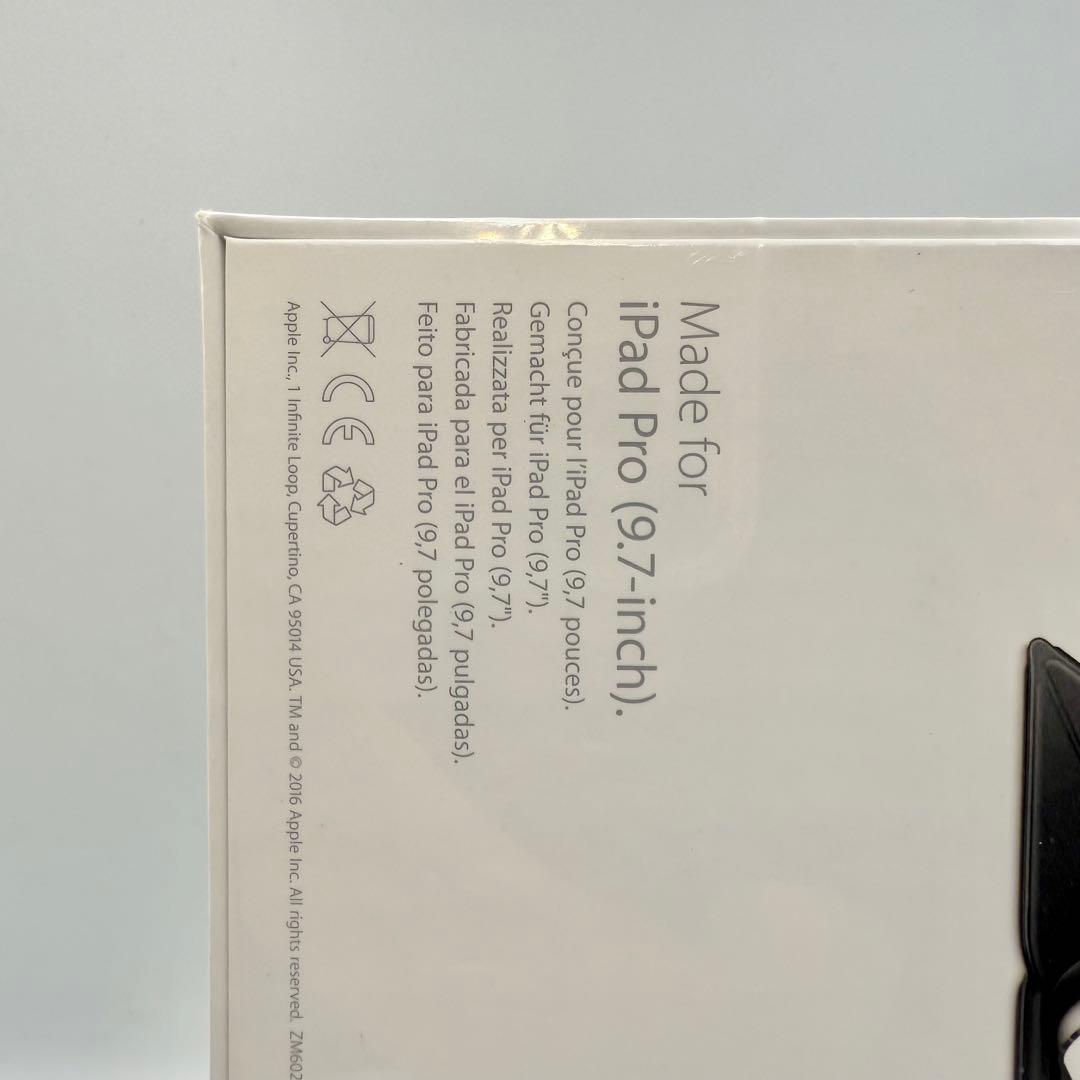 Made for
iPad Pro (9.7-inch).
Conçue pour l'iPad Pro (9,7 pouces).
Gemacht für iPad Pro (9,7").
Realizzata per iPad Pro (9,7").
Fabricada para el iPad Pro (9,7 pulgadas).
Feito para iPad Pro (9,7 polegadas).
CE
Apple Inc., 1 Infinite Loop, Cupertino, CA 95014 USA. TM and © 2016 Apple Inc. All rights reserved. ZM602